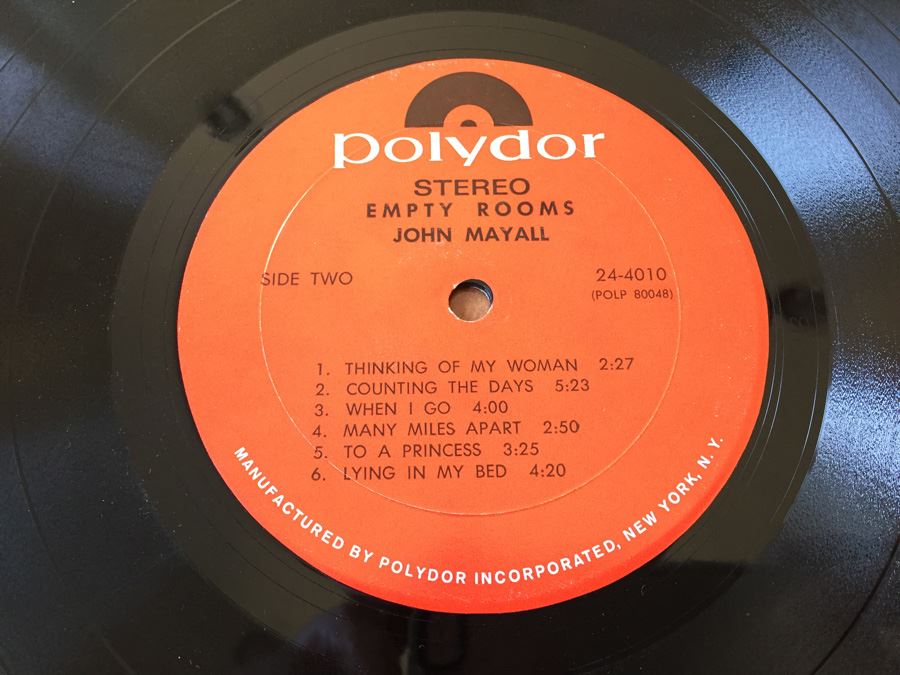 polydor
STEREO
EMPTY ROOMS
JOHN MAYALL
SIDE TWO
24-4010
(POLP 80048)
1. THINKING OF MY WOMAN 2:27
2. COUNTING THE DAYS 5:23
3. WHEN I GO 4:00
4. MANY MILES APART 2:50
5. TO A PRINCESS 3:25
6. LYING IN MY BED 4:20
MANUFACTURED BY POLYDOR INCORPORATED, NEW YORK, N.Y.